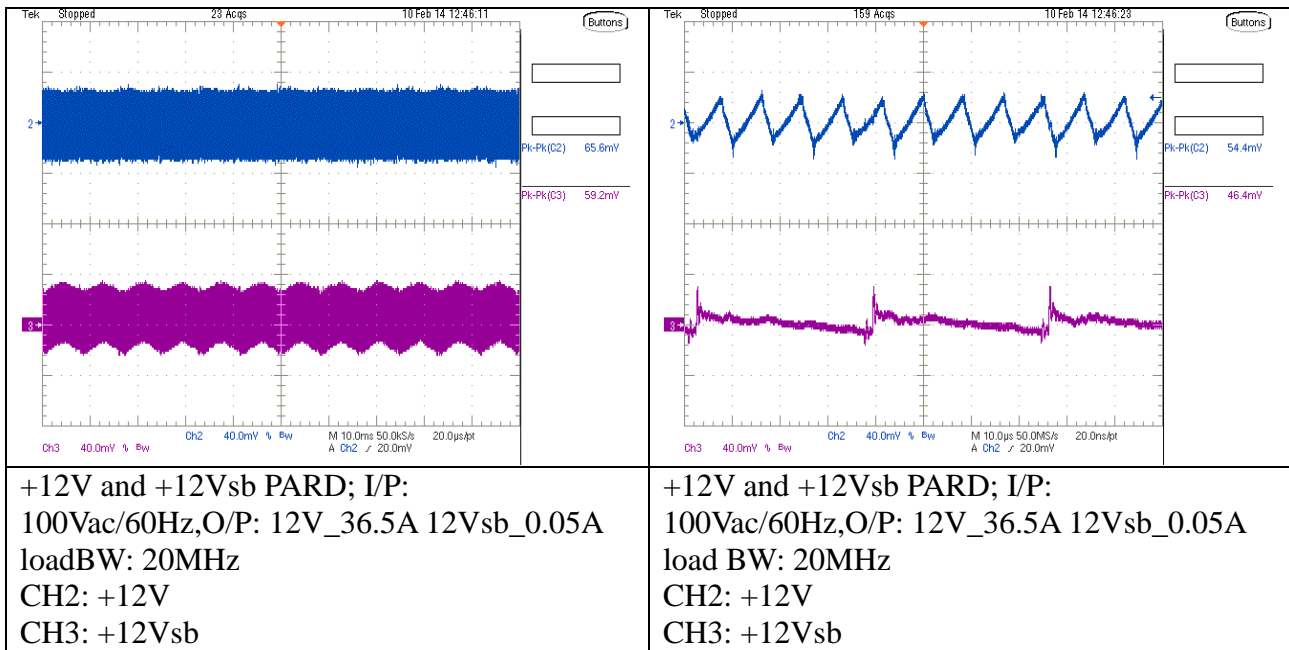 Tek Stopped 23 Acqs 10 Feb 14 12:46:11
Buttons
2
Pk-Pk(C2) 65.6mV
Pk-Pk(C3) 59.2mV
3
Ch2 40.0mV % Bw M 10.0ms 50.0kS/s 20.0µs/pt
Ch3 40.0mV % Bw A Ch2 / 20.0mV
+12V and +12Vsb PARD; I/P:
100Vac/60Hz,O/P: 12V_36.5A 12Vsb_0.05A
loadBW: 20MHz
CH2: +12V
CH3: +12Vsb
Tek Stopped 159 Acqs 10 Feb 14 12:46:23
Buttons
2
Pk-Pk(C2) 54.4mV
Pk-Pk(C3) 46.4mV
3
Ch2 40.0mV % Bw M 10.0µs 50.0MS/s 20.0ns/pt
Ch3 40.0mV % Bw A Ch2 / 20.0mV
+12V and +12Vsb PARD; I/P:
100Vac/60Hz,O/P: 12V_36.5A 12Vsb_0.05A
load BW: 20MHz
CH2: +12V
CH3: +12Vsb